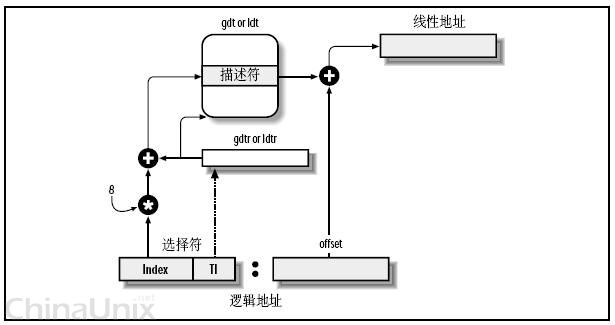 gdt or ldt
线性地址
描述符
gdtr or ldtr
8
选择符
offset
Index
TI
:
逻辑地址
ChinaUnix.net